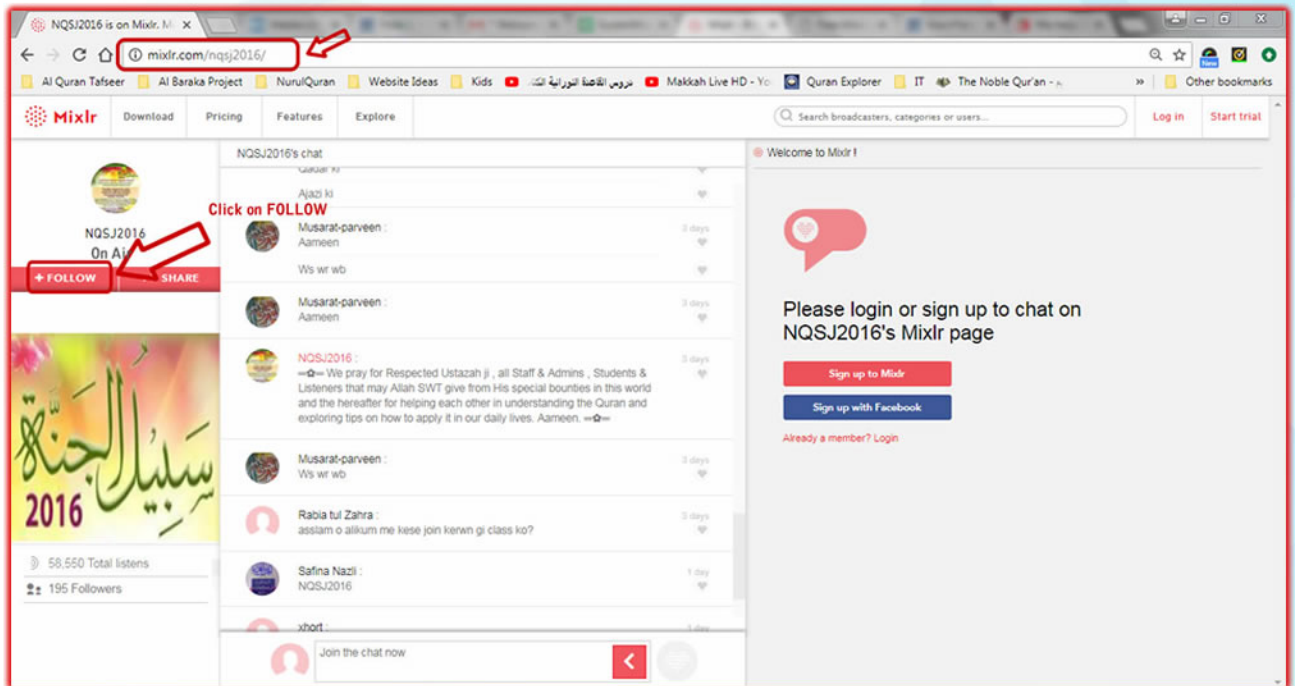 NQSJ2016 is on Mixlr. M
mixlr.com/nqsj2016/
New
Al Quran Tafseer
Al Baraka Project
NurulQuran
Website Ideas
Kids
دروس القاعدة النورانية
Makkah Live HD - Yo
Quran Explorer
IT
The Noble Qur'an -
»
Other bookmarks
Mixlr
Download
Pricing
Features
Explore
Search broadcasters, categories or users...
Log in
Start trial
NQSJ2016
On Air
Click on FOLLOW
+ FOLLOW
SHARE
سبيل الجنة
2016
58,550 Total listens
195 Followers
NQSJ2016's chat
Qadar ki
Ajazi ki
Musarat-parveen :
3 days
Aameen
Ws wr wb
Musarat-parveen :
3 days
Aameen
NQSJ2016 :
3 days
═✿═ We pray for Respected Ustazah ji , all Staff & Admins , Students &
Listeners that may Allah SWT give from His special bounties in this world
and the hereafter for helping each other in understanding the Quran and
exploring tips on how to apply it in our daily lives. Aameen. ═✿═
Musarat-parveen :
3 days
Ws wr wb
Rabia tul Zahra :
3 days
asslam o alikum me kese join kerwn gi class ko?
Safina Nazli :
1 day
NQSJ2016
xhort :
1 day
Join the chat now
Welcome to Mixlr !
Please login or sign up to chat on
NQSJ2016's Mixlr page
Sign up to Mixlr
Sign up with Facebook
Already a member? Login